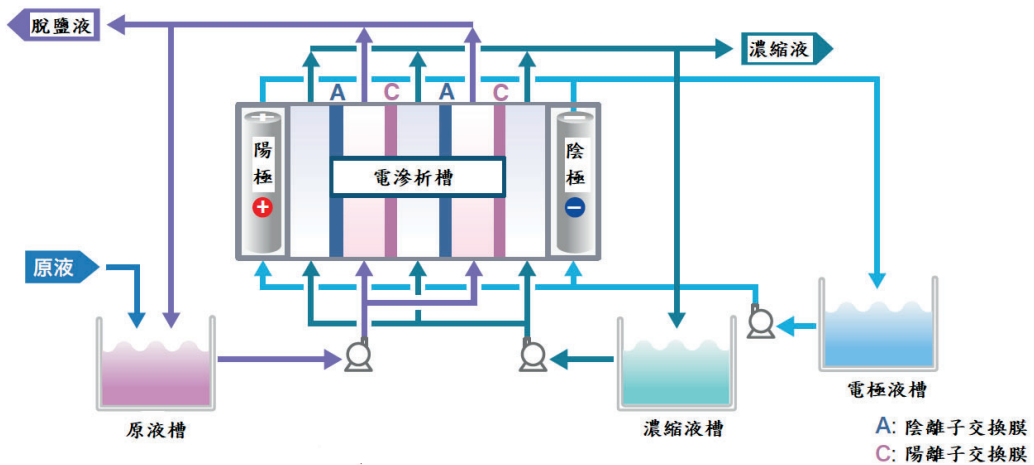 脫鹽液
濃縮液
A C A C
陽極
電滲析槽
陰極
原液
原液槽
濃縮液槽
電極液槽
A: 陰離子交換膜
C: 陽離子交換膜